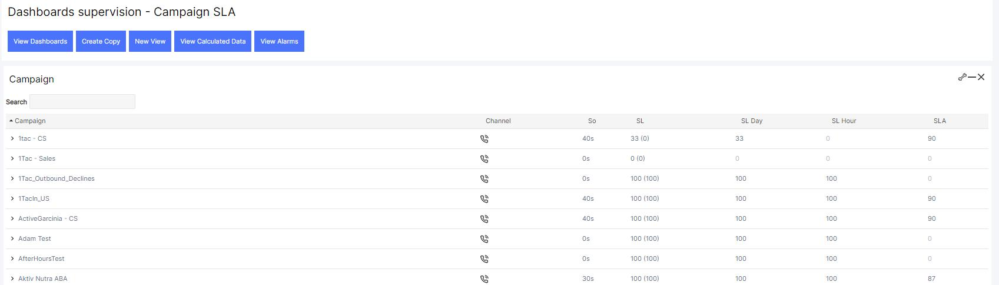 Dashboards supervision - Campaign SLA
View Dashboards Create Copy New View View Calculated Data View Alarms
Campaign
Search
Campaign Channel So SL SL Day SL Hour SLA
1tac - CS 40s 33 (0) 33 0 90
1Tac - Sales 0s 0 (0) 0 0 0
1Tac_Outbound_Declines 0s 100 (100) 100 100 0
1TacIn_US 40s 100 (100) 100 100 90
ActiveGarcinia - CS 40s 100 (100) 100 100 90
Adam Test 0s 100 (100) 100 100 0
AfterHoursTest 0s 100 (100) 100 100 0
Aktiv Nutra ABA 30s 100 (100) 100 100 87